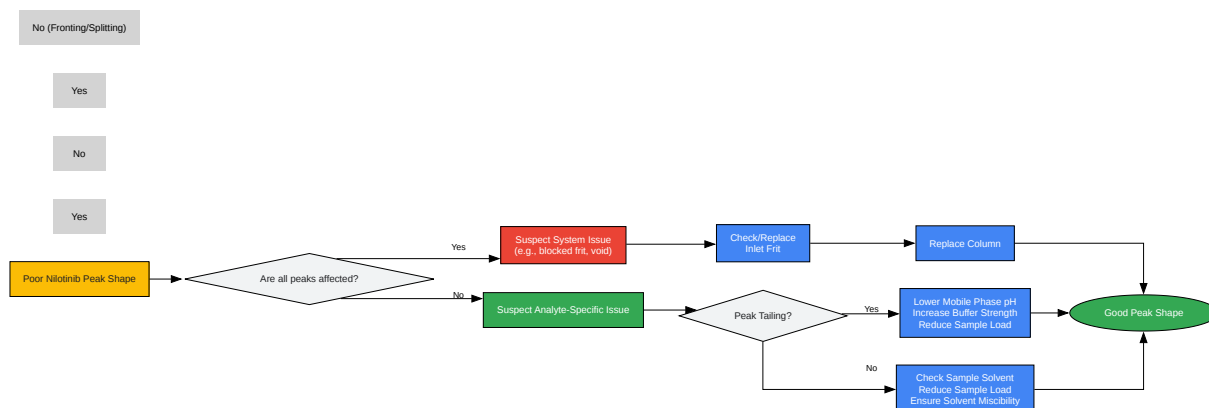 No (Fronting/Splitting)
Yes
No
Yes
Poor Nilotinib Peak Shape
Are all peaks affected?
Yes
No
Suspect System Issue
(e.g., blocked frit, void)
Check/Replace
Inlet Frit
Replace Column
Suspect Analyte-Specific Issue
Peak Tailing?
Yes
No
Lower Mobile Phase pH
Increase Buffer Strength
Reduce Sample Load
Check Sample Solvent
Reduce Sample Load
Ensure Solvent Miscibility
Good Peak Shape